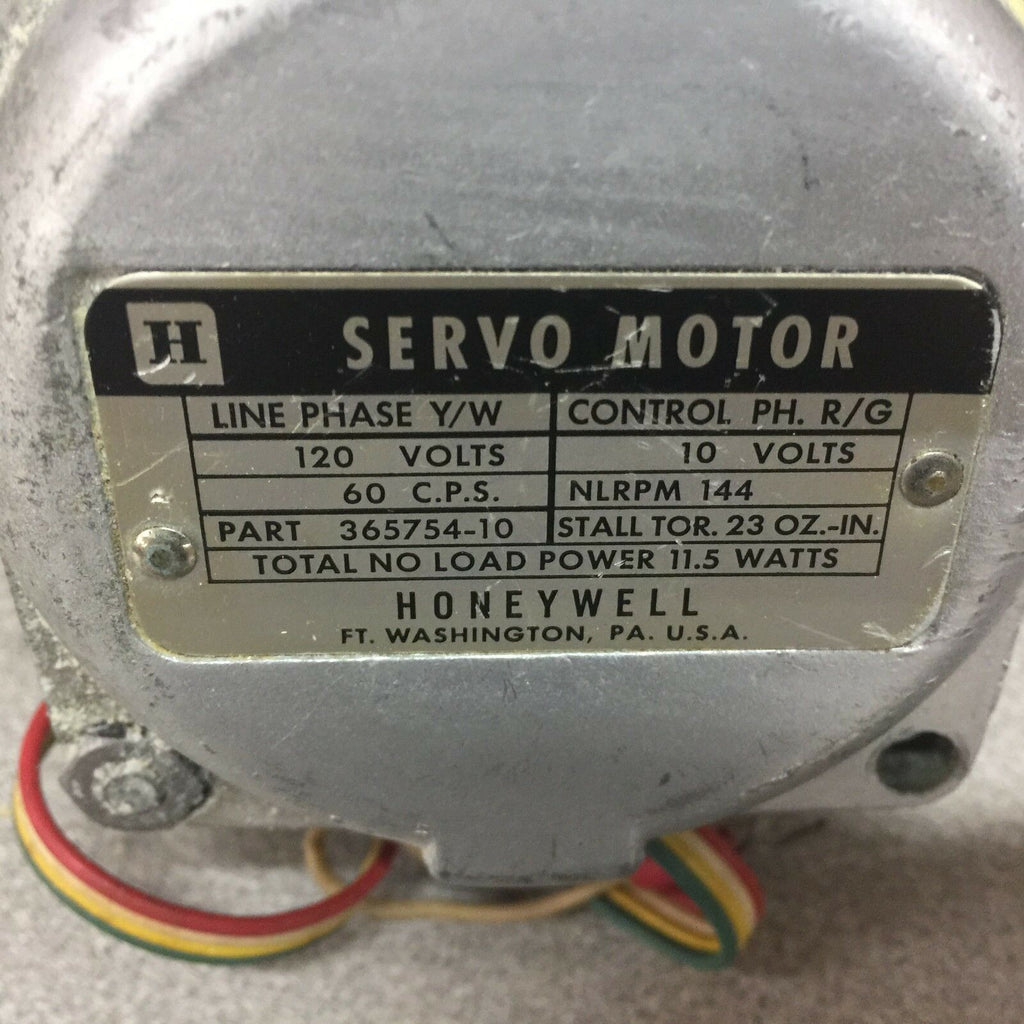 H SERVO MOTOR
LINE PHASE Y/W CONTROL PH. R/G
120 VOLTS 10 VOLTS
60 C.P.S. NLRPM 144
PART 365754-10 STALL TOR. 23 OZ.-IN.
TOTAL NO LOAD POWER 11.5 WATTS
HONEYWELL
FT. WASHINGTON, PA. U.S.A.